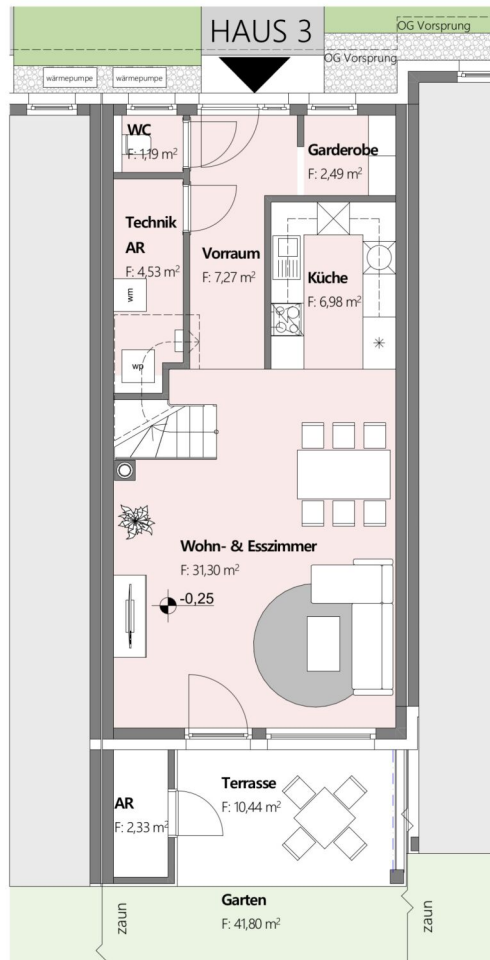 HAUS 3
OG Vorsprung
OG Vorsprung
wärmepumpe
wärmepumpe
WC
F: 1,19 m²
Garderobe
F: 2,49 m²
Technik
AR
F: 4,53 m²
Vorraum
F: 7,27 m²
Küche
F: 6,98 m²
wm
wp
Wohn- & Esszimmer
F: 31,30 m²
-0,25
Terrasse
F: 10,44 m²
AR
F: 2,33 m²
Garten
F: 41,80 m²
zaun
zaun